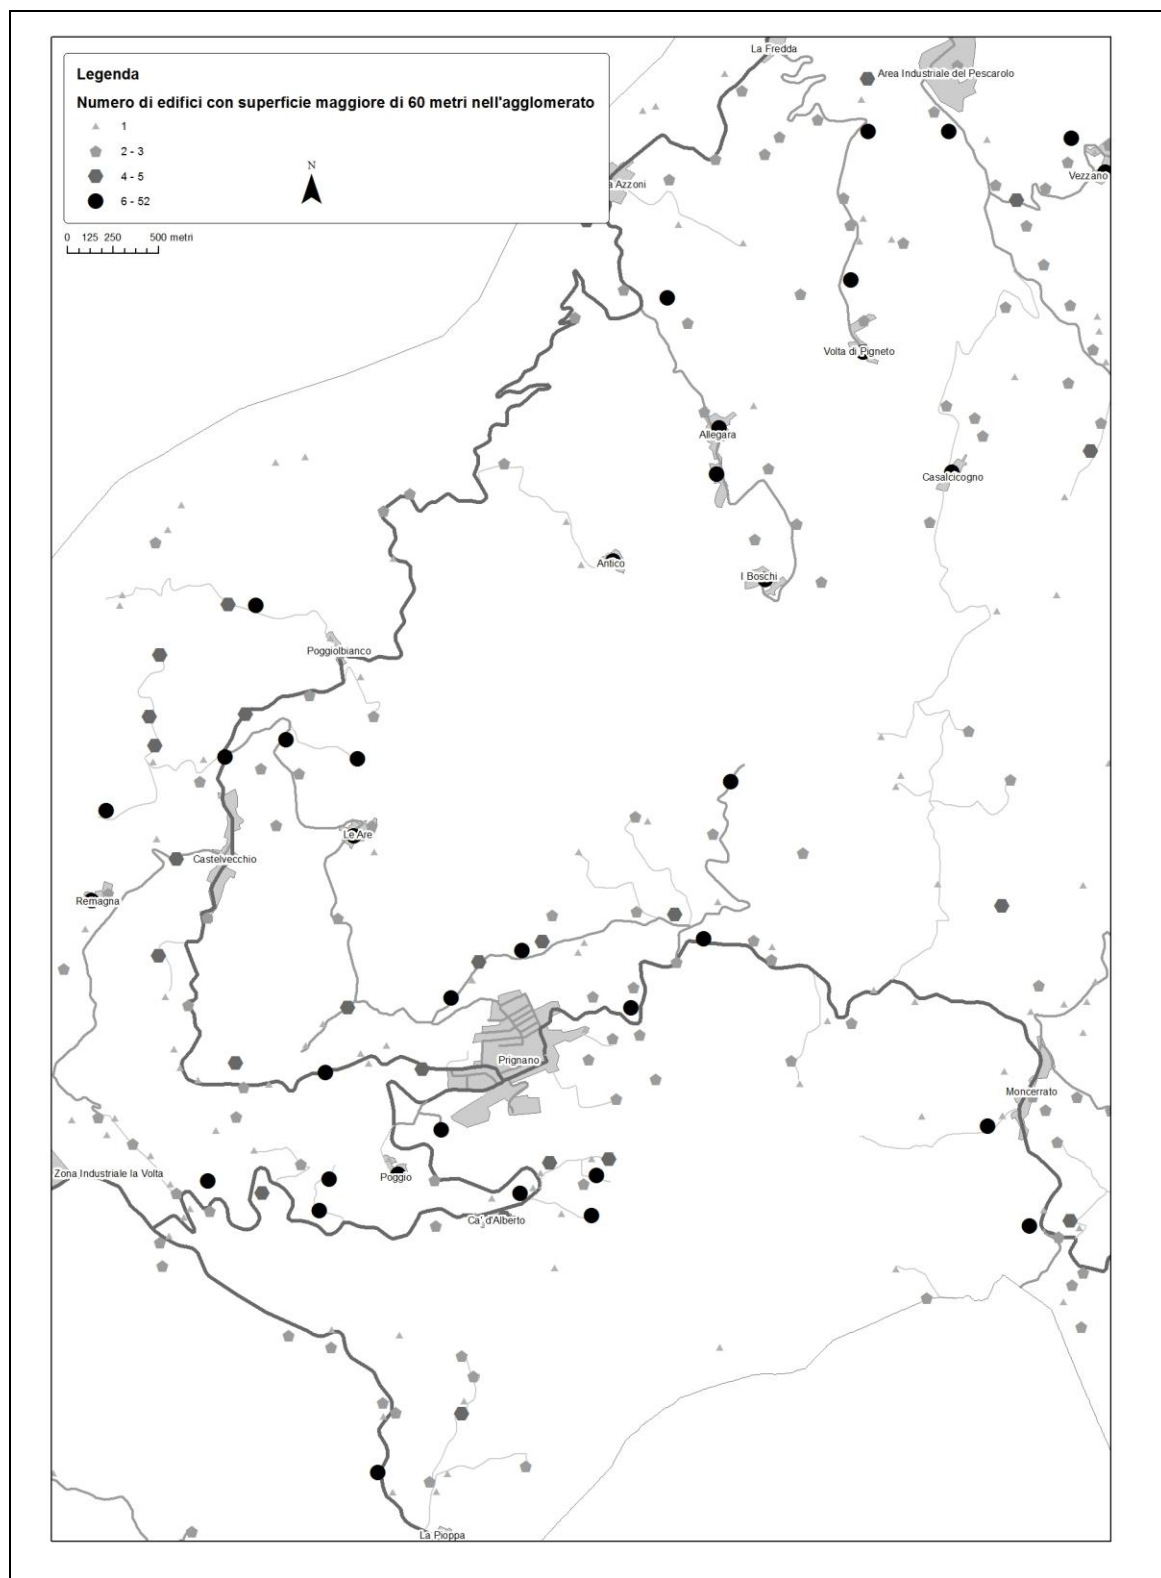 La Fredda
Legenda
Area Industriale del Pescarolo
Numero di edifici con superficie maggiore di 60 metri nell'agglomerato
1
2 - 3
4 - 5
6 - 52
N
Vezzano
a Azzoni
0 125 250 500 metri
Volta di Pigneto
Allegara
Casalcicogno
Antico
I Boschi
Poggiolbianco
Le Are
Castelvecchio
Remagna
Prignano
Moncerrato
Zona Industriale la Volta
Poggio
Ca' d'Alberto
La Pioppa